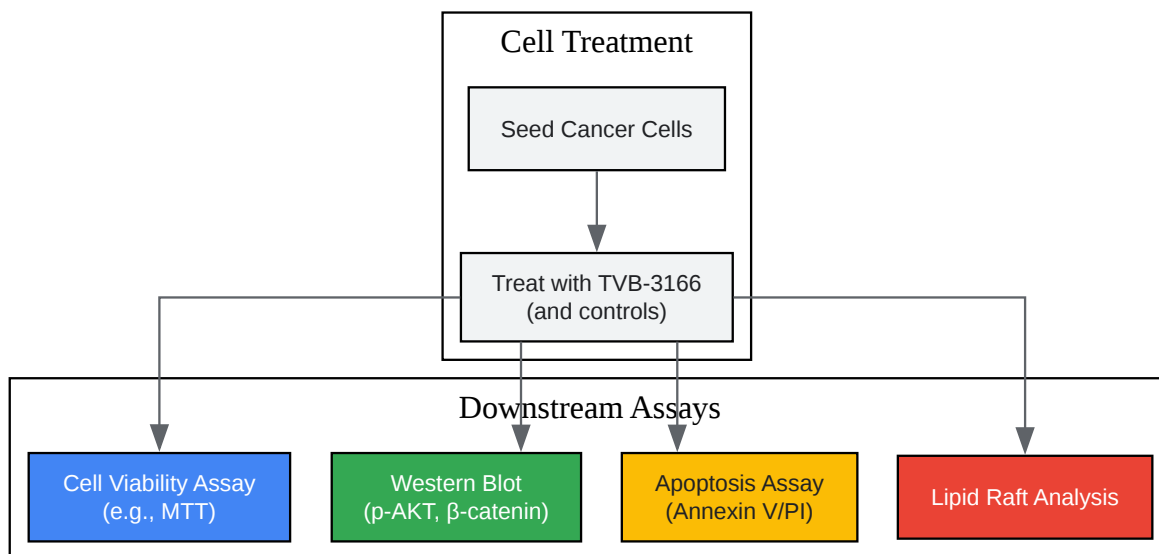 Cell Treatment
Seed Cancer Cells
Treat with TVB-3166
(and controls)
Downstream Assays
Cell Viability Assay
(e.g., MTT)
Western Blot
(p-AKT, β-catenin)
Apoptosis Assay
(Annexin V/PI)
Lipid Raft Analysis